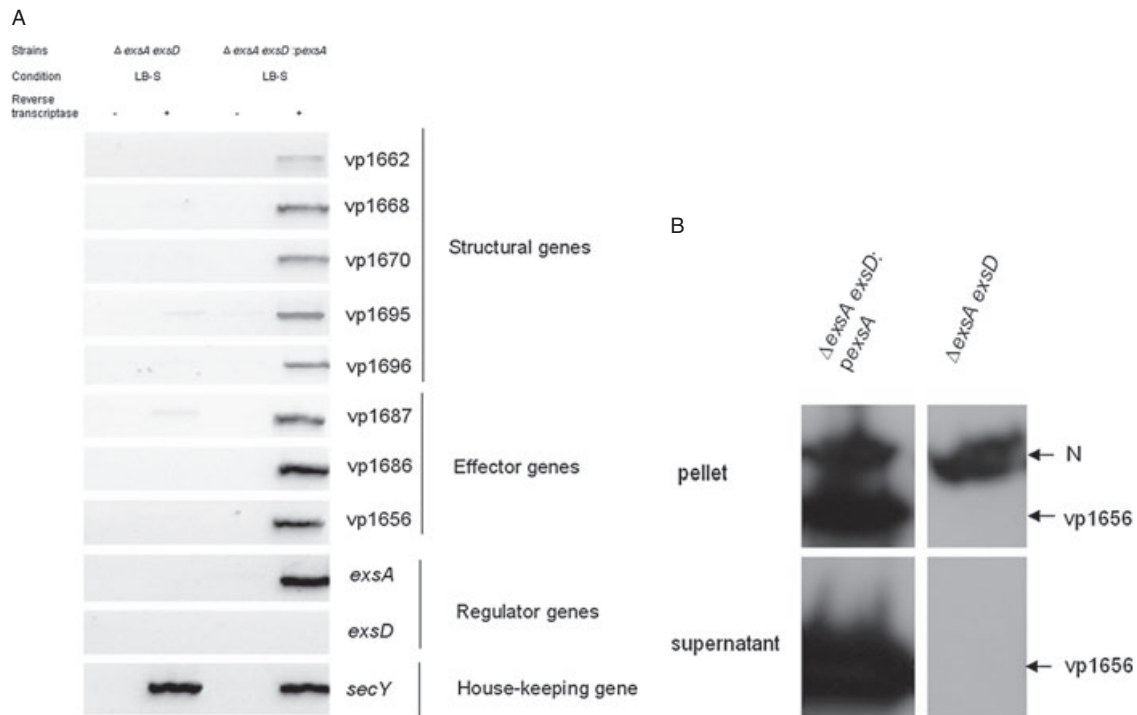 A
Strains Δ exsA exsD Δ exsA exsD :pexsA
Condition LB-S LB-S
Reverse
transcriptase - + - +
vp1662
vp1668
vp1670
vp1695
vp1696
Structural genes
vp1687
vp1686
vp1656
Effector genes
exsA
exsD
Regulator genes
secY
House-keeping gene
B
ΔexsA exsD:
pexsA
ΔexsA exsD
pellet
N
vp1656
supernatant
vp1656